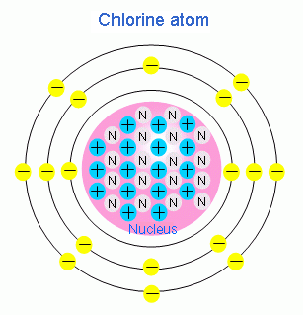 Chlorine atom
−
− −
− −
N N
+ + +
N N N N
+ + + +
N N N N
− − − + + + + − − −
N N N N
+ + + +
N N N N
+ +
Nucleus
− −
− − −
−